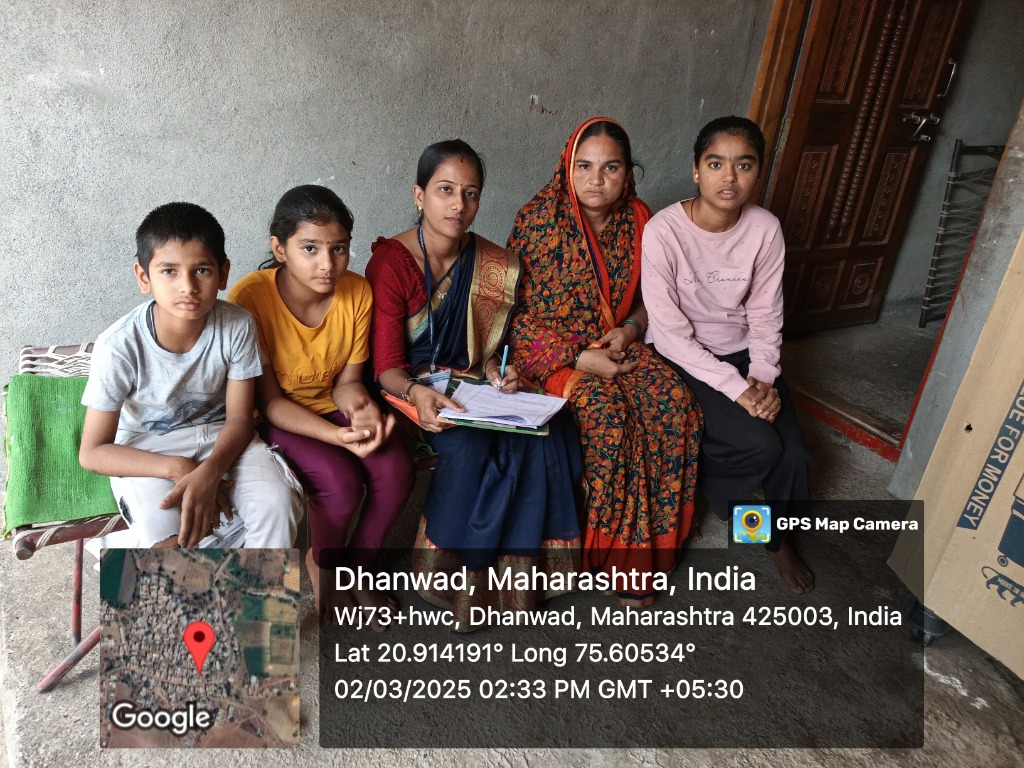 GPS Map Camera
Dhanwad, Maharashtra, India
Wj73+hwc, Dhanwad, Maharashtra 425003, India
Lat 20.914191° Long 75.60534°
02/03/2025 02:33 PM GMT +05:30
Google
FOR MONEY